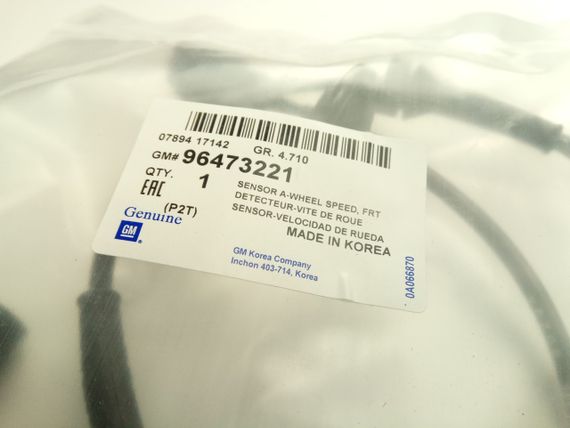 07894 17142 GR. 4.710
GM# 96473221
QTY. 1
SENSOR A-WHEEL SPEED, FRT
DETECTEUR-VITE DE ROUE
SENSOR-VELOCIDAD DE RUEDA
EAC
(P2T)
MADE IN KOREA
Genuine
GM
GM Korea Company
Inchon 403-714, Korea
0A066870